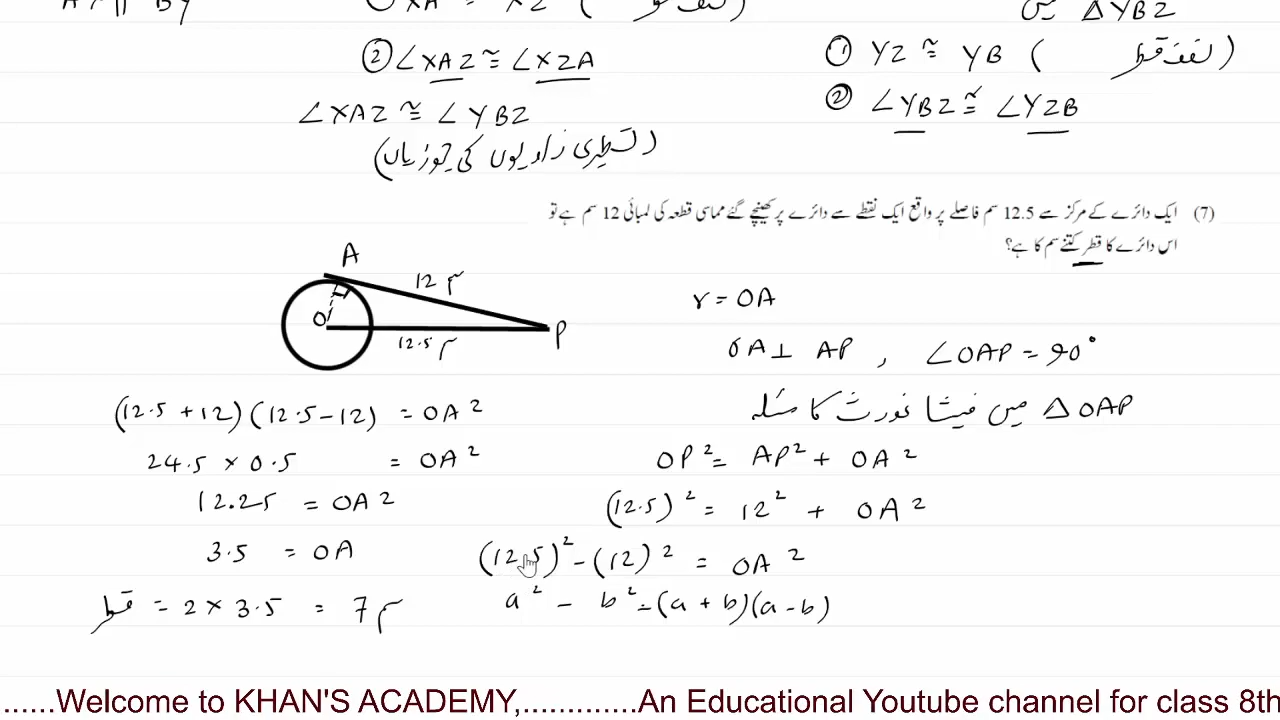 ∠XAZ ≅ ∠XZA ②
∠XAZ ≅ ∠YBZ
(نظیری زاویوں کی جوڑیاں)
△YBZ میں
① YZ ≅ YB (نصف قطر)
② ∠YBZ ≅ ∠YZB
(7) ایک دائرے کے مرکز سے 12.5 سم فاصلے پر واقع ایک نقطے سے دائرے پر کھینچے گئے مماسی قطعہ کی لمبائی 12 سم ہے تو
اس دائرے کا قطر کتنے سم کا ہے؟
A
12 سم
O
12.5 سم
P
r = OA
OA ⊥ AP , ∠OAP = 90°
△OAP میں فیثا غورث کا مسئلہ
OP² = AP² + OA²
(12.5)² = 12² + OA²
(12.5)² - (12)² = OA²
a² - b² = (a + b)(a - b)
(12.5 + 12)(12.5 - 12) = OA²
24.5 × 0.5 = OA²
12.25 = OA²
3.5 = OA
قطر = 2 × 3.5 = 7 سم
......Welcome to KHAN'S ACADEMY,.............An Educational Youtube channel for class 8th